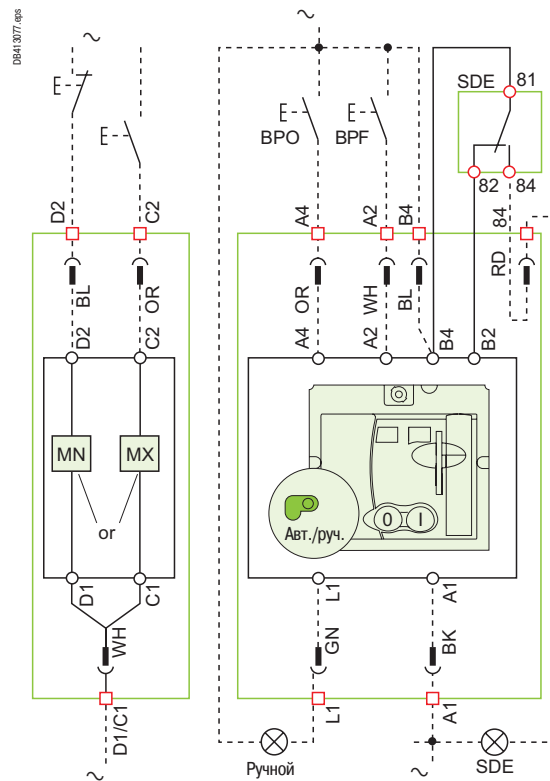 DB413077.eps
~
~
SDE
81
BPO
BPF
82
84
D2
C2
A4
A2
B4
84
BL
OR
OR
WH
BL
RD
D2
C2
A4
A2
B4
B2
MN
MX
or
Авт./руч.
0
I
D1
C1
L1
A1
WH
GN
BK
D1/C1
L1
A1
~
Ручной
~
SDE